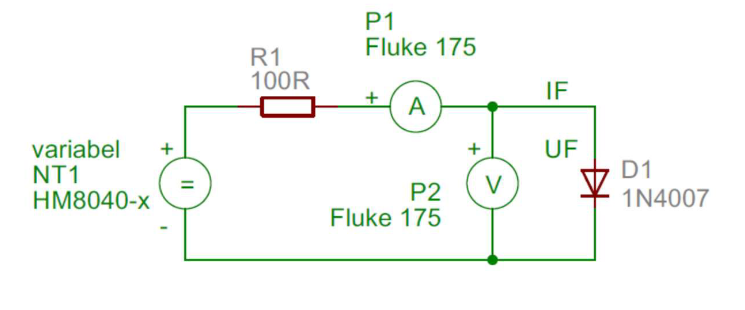 P1
Fluke 175
R1
100R
+
A
IF
variabel
NT1
HM8040-x
+
=
-
+
V
UF
P2
Fluke 175
D1
1N4007